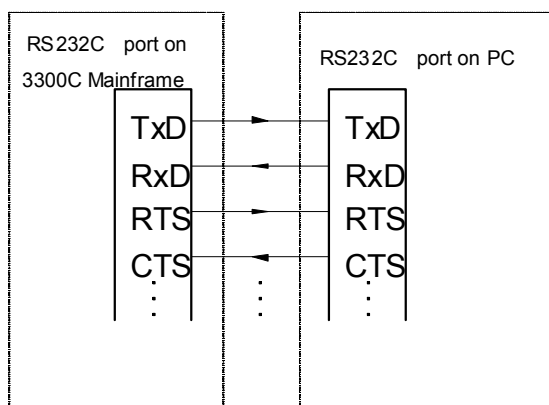 RS232C port on
3300C Mainframe
RS232C port on PC
TxD
RxD
RTS
CTS
TxD
RxD
RTS
CTS